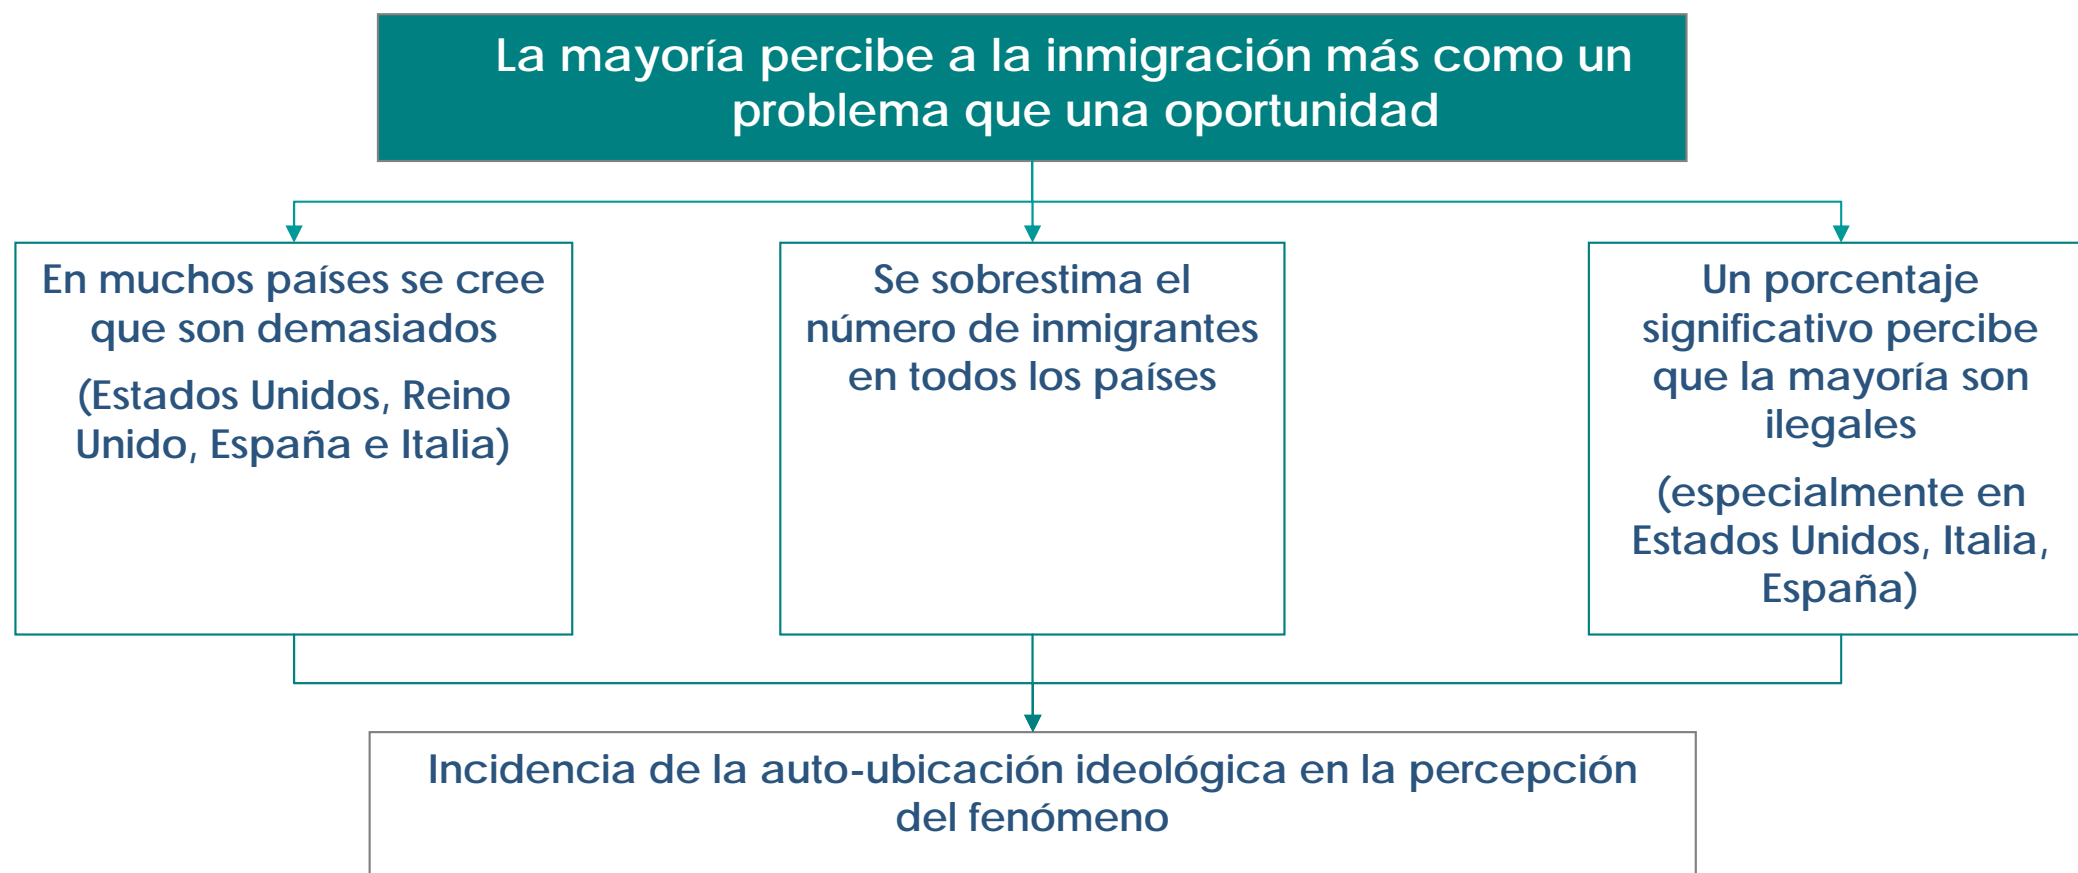 La mayoría percibe a la inmigración más como un
problema que una oportunidad
En muchos países se cree
que son demasiados
(Estados Unidos, Reino
Unido, España e Italia)
Se sobrestima el
número de inmigrantes
en todos los países
Un porcentaje
significativo percibe
que la mayoría son
ilegales
(especialmente en
Estados Unidos, Italia,
España)
Incidencia de la auto-ubicación ideológica en la percepción
del fenómeno